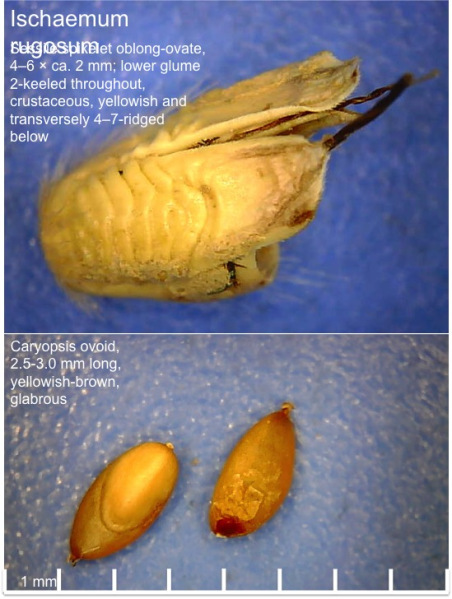 Ischaemum
rugosum
Sessile spikelet oblong-ovate,
4–6 × ca. 2 mm; lower glume
2-keeled throughout,
crustaceous, yellowish and
transversely 4–7-ridged
below
Caryopsis ovoid,
2.5-3.0 mm long,
yellowish-brown,
glabrous
1 mm